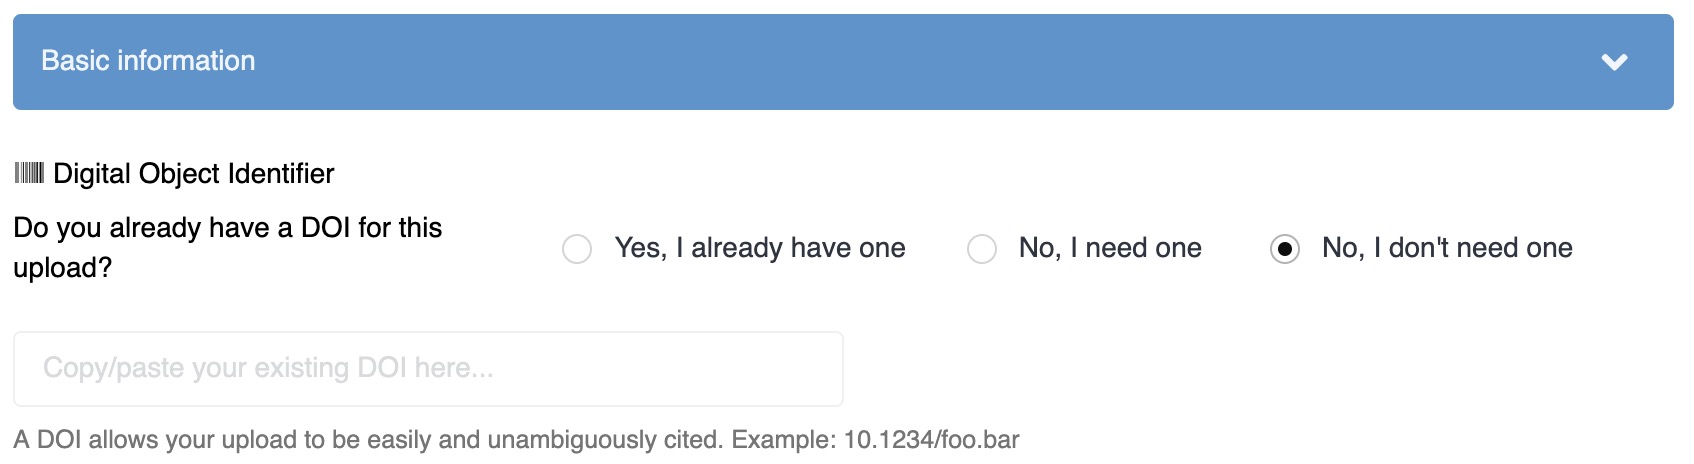 Basic information
Digital Object Identifier
Do you already have a DOI for this
upload?
Yes, I already have one
No, I need one
No, I don't need one
Copy/paste your existing DOI here...
A DOI allows your upload to be easily and unambiguously cited. Example: 10.1234/foo.bar